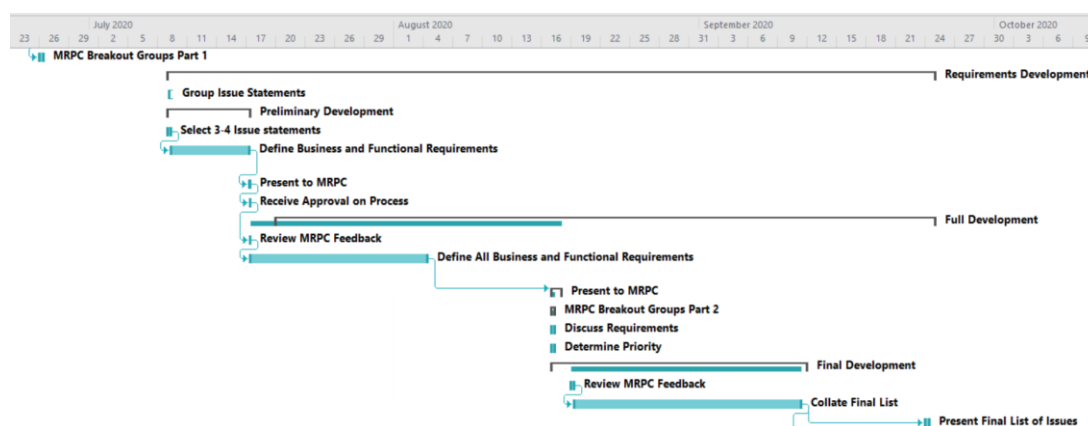 July 2020 August 2020 September 2020 October 2020
23 26 29 2 5 8 11 14 17 20 23 26 29 1 4 7 10 13 16 19 22 25 28 31 3 6 9 12 15 18 21 24 27 30 3 6 9
MRPC Breakout Groups Part 1
Requirements Development
Group Issue Statements
Preliminary Development
Select 3-4 Issue statements
Define Business and Functional Requirements
Present to MRPC
Receive Approval on Process
Full Development
Review MRPC Feedback
Define All Business and Functional Requirements
Present to MRPC
MRPC Breakout Groups Part 2
Discuss Requirements
Determine Priority
Final Development
Review MRPC Feedback
Collate Final List
Present Final List of Issues